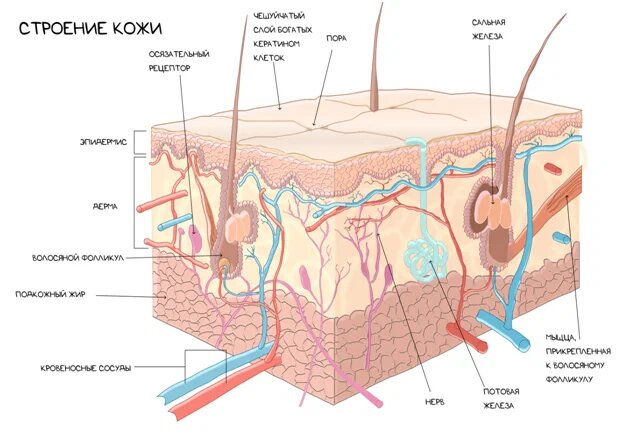 СТРОЕНИЕ КОЖИ
ЧЕШУЙЧАТЫЙ
СЛОЙ БОГАТЫХ
КЕРАТИНОМ
КЛЕТОК
ОСЯЗАТЕЛЬНЫЙ
РЕЦЕПТОР
ПОРА
САЛЬНАЯ
ЖЕЛЕЗА
ЭПИДЕРМИС
ДЕРМА
ВОЛОСЯНОЙ ФОЛЛИКУЛ
ПОДКОЖНЫЙ ЖИР
КРОВЕНОСНЫЕ СОСУДЫ
НЕРВ
ПОТОВАЯ
ЖЕЛЕЗА
МЫЩЦА,
ПРИКРЕПЛЕННАЯ
К ВОЛОСЯНОМУ
ФОЛЛИКУЛУ